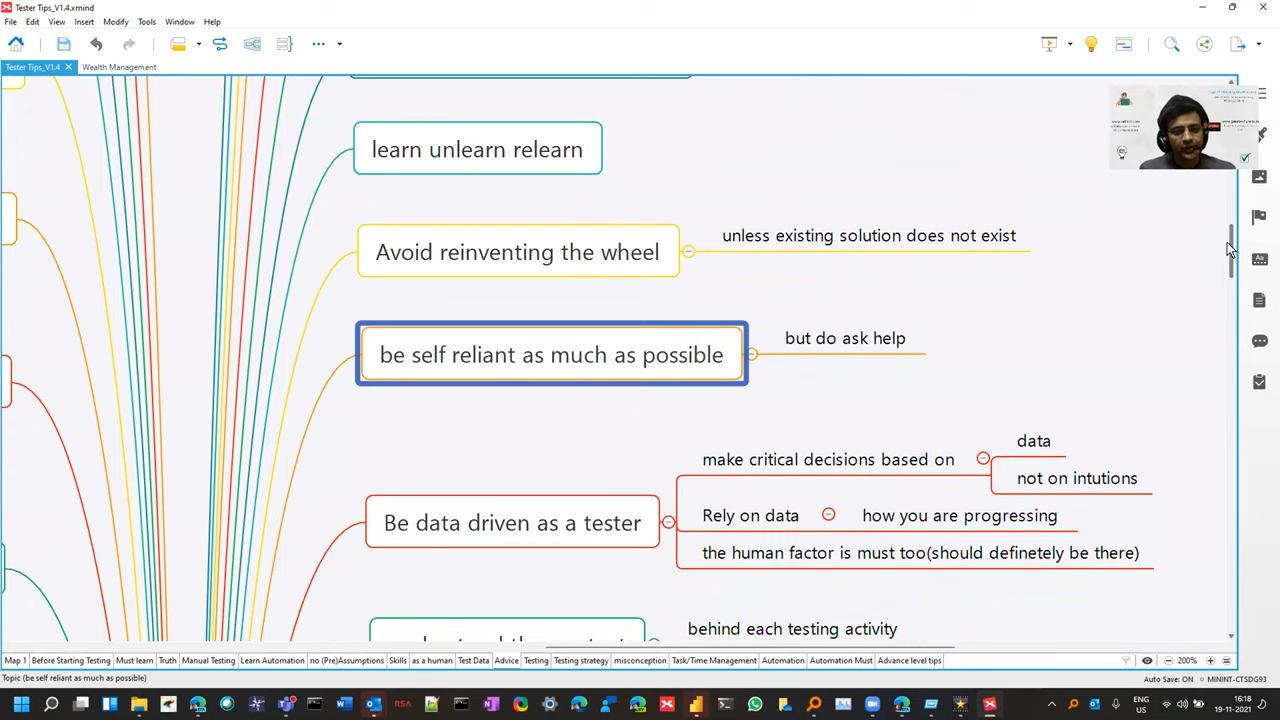 Tester Tips_V1.4.xmind
File Edit View Insert Modify Tools Window Help
Tester Tips_V1.4 Wealth Management
learn unlearn relearn
Avoid reinventing the wheel
unless existing solution does not exist
be self reliant as much as possible
but do ask help
Be data driven as a tester
make critical decisions based on
data
not on intutions
Rely on data
how you are progressing
the human factor is must too(should definetely be there)
behind each testing activity
Map 1 Before Starting Testing Must learn Truth Manual Testing Learn Automation no (Pre)Assumptions Skills as a human Test Data Advice Testing Testing strategy misconception Task/Time Management Automation Automation Must Advance level tips
200%
Topic (be self reliant as much as possible)
Auto Save: ON MININT-CTSDG93
RSA
ENG
IN
16:18
19-11-2021